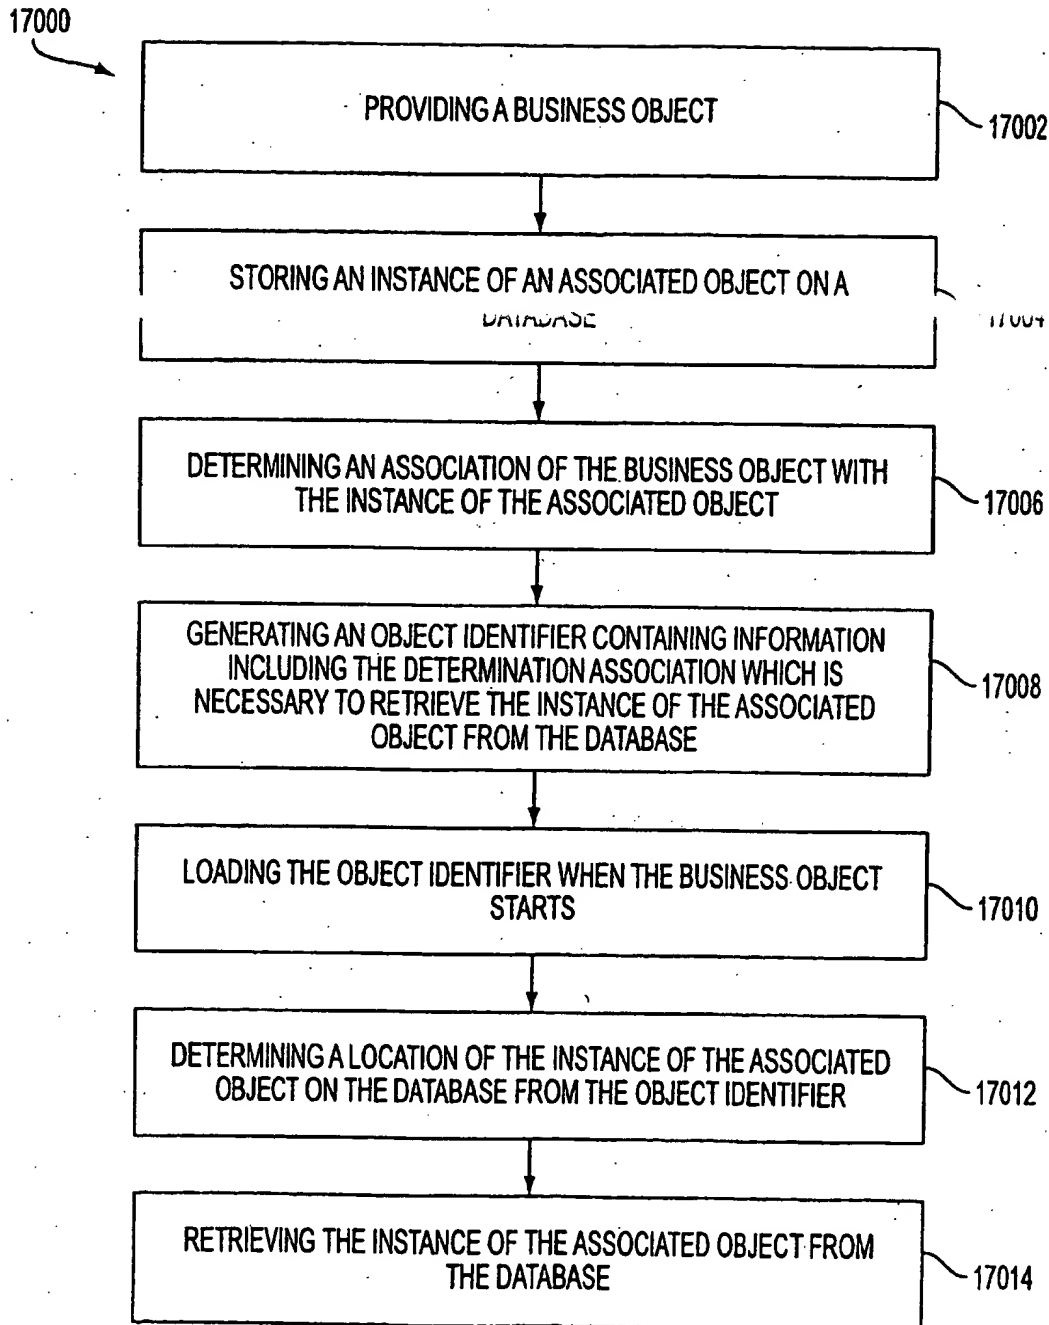 17000
PROVIDING A BUSINESS OBJECT
17002
STORING AN INSTANCE OF AN ASSOCIATED OBJECT ON A
DATABASE
17004
DETERMINING AN ASSOCIATION OF THE BUSINESS OBJECT WITH
THE INSTANCE OF THE ASSOCIATED OBJECT
17006
GENERATING AN OBJECT IDENTIFIER CONTAINING INFORMATION
INCLUDING THE DETERMINATION ASSOCIATION WHICH IS
NECESSARY TO RETRIEVE THE INSTANCE OF THE ASSOCIATED
OBJECT FROM THE DATABASE
17008
LOADING THE OBJECT IDENTIFIER WHEN THE BUSINESS OBJECT
STARTS
17010
DETERMINING A LOCATION OF THE INSTANCE OF THE ASSOCIATED
OBJECT ON THE DATABASE FROM THE OBJECT IDENTIFIER
17012
RETRIEVING THE INSTANCE OF THE ASSOCIATED OBJECT FROM
THE DATABASE
17014